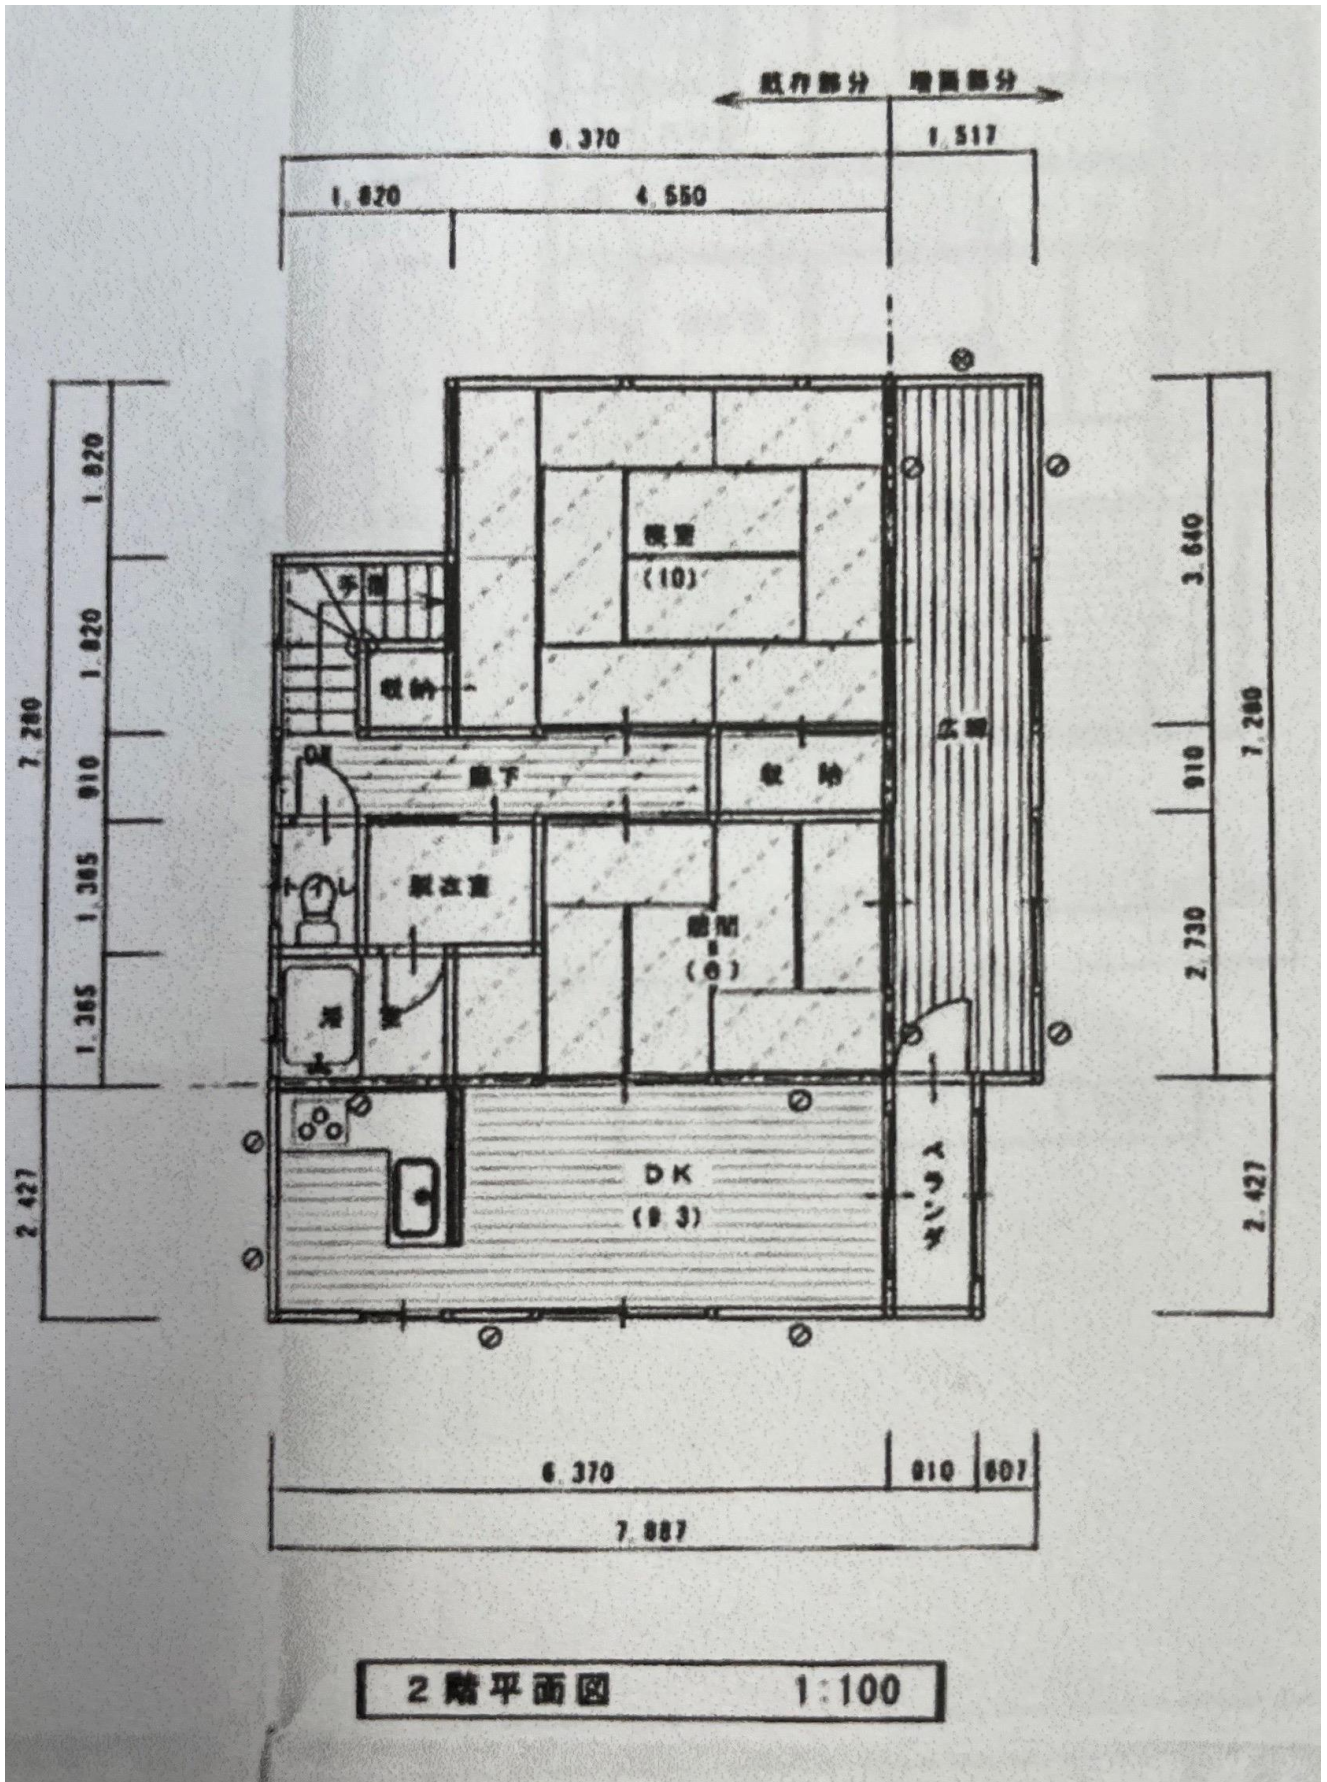 既存部分 増築部分
6.370 1.517
1.820 4.550
1.820
1.820
7.280
910
1.365
1.365
2.427
3.640
910
7.280
2.730
2.427
寝室
(10)
収納
DN
廊下
収 納
トイレ
脱衣室
居間
(8)
浴 室
広縁
DK
(9.3)
ベランダ
6.370 910 607
7.887
2階平面図 1:100